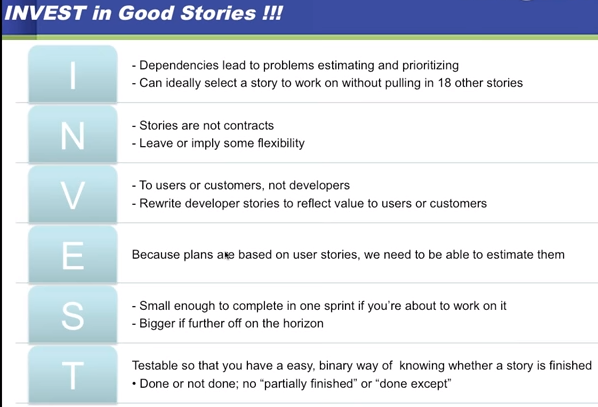 INVEST in Good Stories !!!
I
- Dependencies lead to problems estimating and prioritizing
- Can ideally select a story to work on without pulling in 18 other stories
N
- Stories are not contracts
- Leave or imply some flexibility
V
- To users or customers, not developers
- Rewrite developer stories to reflect value to users or customers
E
Because plans are based on user stories, we need to be able to estimate them
S
- Small enough to complete in one sprint if you’re about to work on it
- Bigger if further off on the horizon
T
Testable so that you have a easy, binary way of knowing whether a story is finished
• Done or not done; no “partially finished” or “done except”